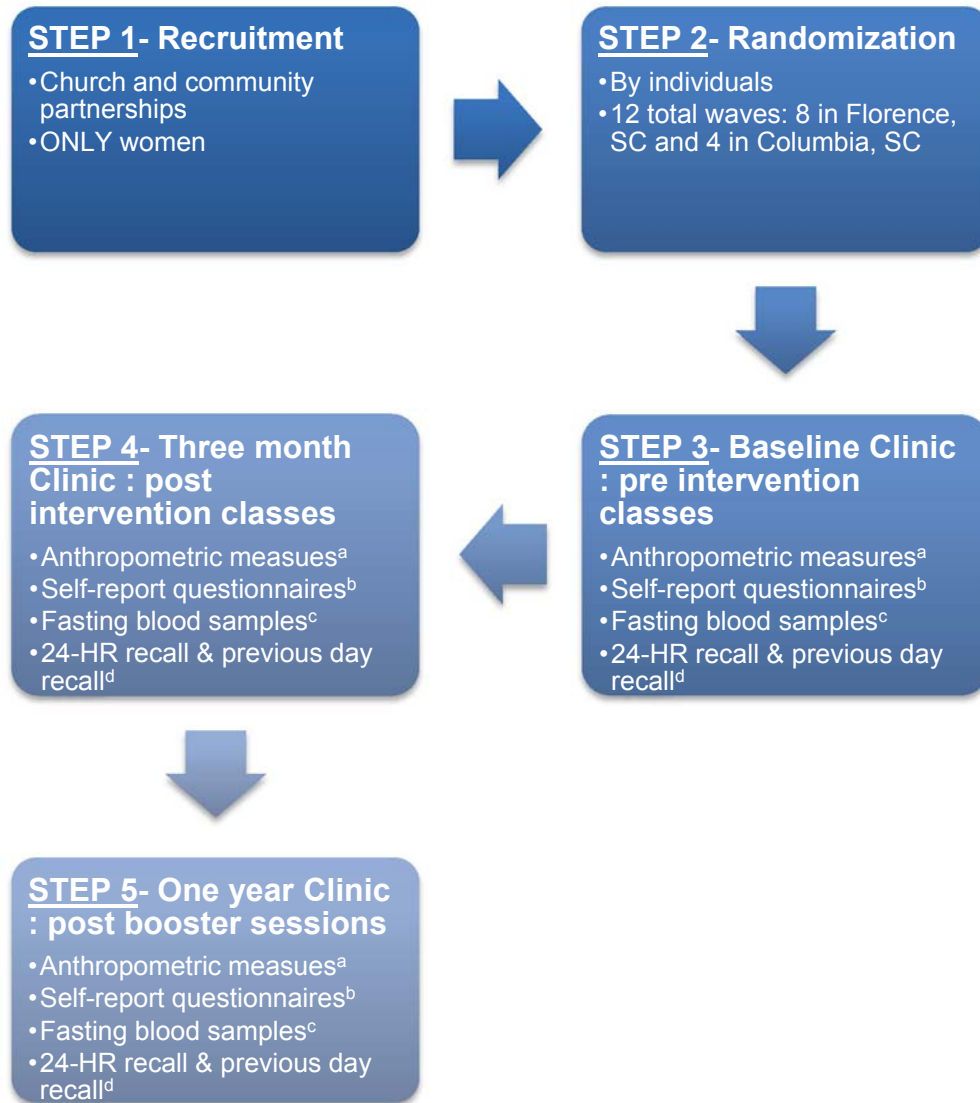 STEP 1- Recruitment
•Church and community
partnerships
•ONLY women
STEP 2- Randomization
•By individuals
•12 total waves: 8 in Florence,
SC and 4 in Columbia, SC
STEP 3- Baseline Clinic
: pre intervention
classes
•Anthropometric measuresᵃ
•Self-report questionnairesᵇ
•Fasting blood samplesᶜ
•24-HR recall & previous day
recallᵈ
STEP 4- Three month
Clinic : post
intervention classes
•Anthropometric measuesᵃ
•Self-report questionnairesᵇ
•Fasting blood samplesᶜ
•24-HR recall & previous day
recallᵈ
STEP 5- One year Clinic
: post booster sessions
•Anthropometric measuesᵃ
•Self-report questionnairesᵇ
•Fasting blood samplesᶜ
•24-HR recall & previous day
recallᵈ